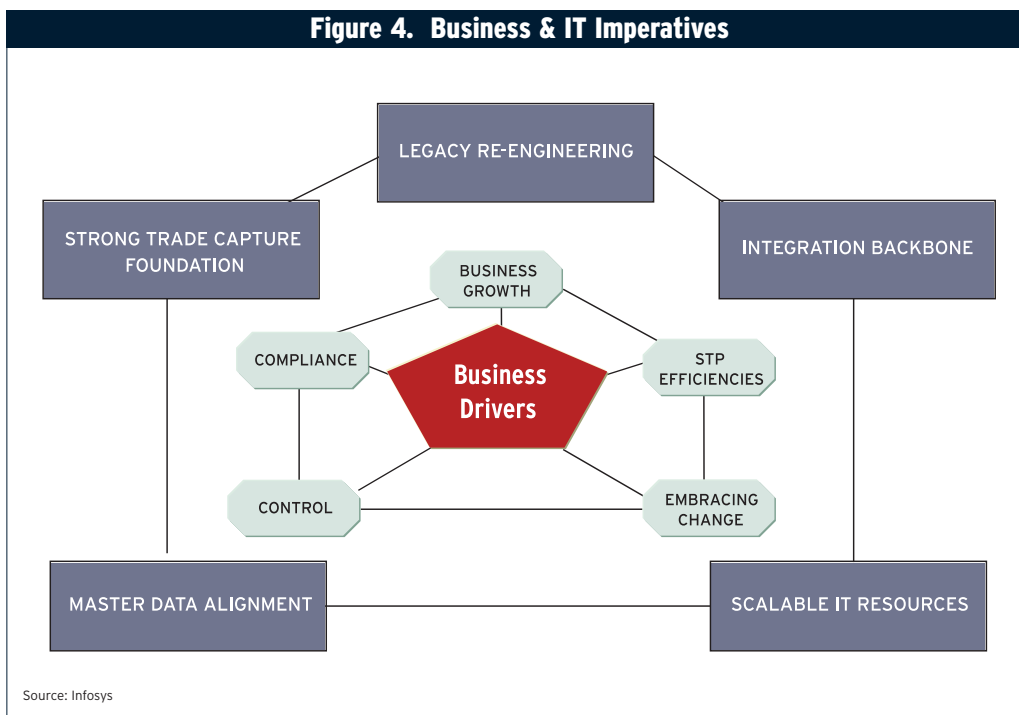 Figure 4. Business & IT Imperatives
LEGACY RE-ENGINEERING
STRONG TRADE CAPTURE
FOUNDATION
INTEGRATION BACKBONE
BUSINESS
GROWTH
COMPLIANCE
STP
EFFICIENCIES
Business
Drivers
CONTROL
EMBRACING
CHANGE
MASTER DATA ALIGNMENT
SCALABLE IT RESOURCES
Source: Infosys